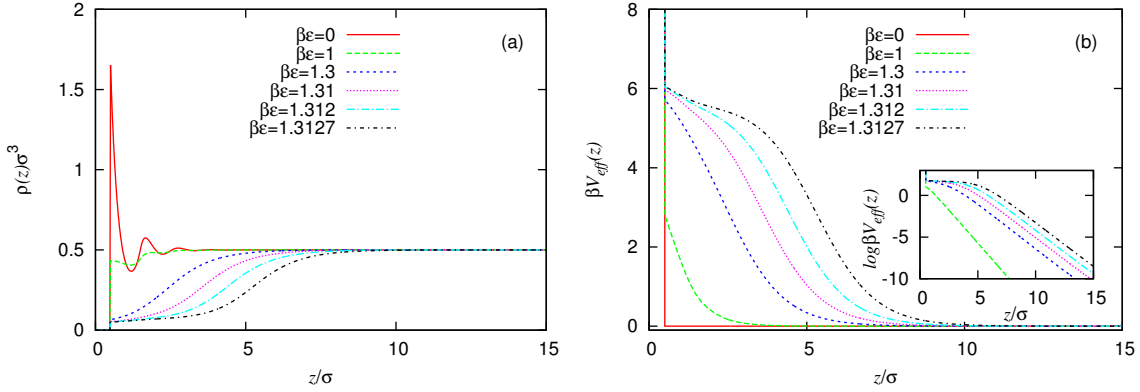 ρ(z)σ³
2
1.5
1
0.5
0
0
5
10
15
z/σ
(a)
βε=0
βε=1
βε=1.3
βε=1.31
βε=1.312
βε=1.3127
βV_eff(z)
8
6
4
2
0
0
5
10
15
z/σ
(b)
βε=0
βε=1
βε=1.3
βε=1.31
βε=1.312
βε=1.3127
logβV_eff(z)
0
-5
-10
0
5
10
15
z/σ